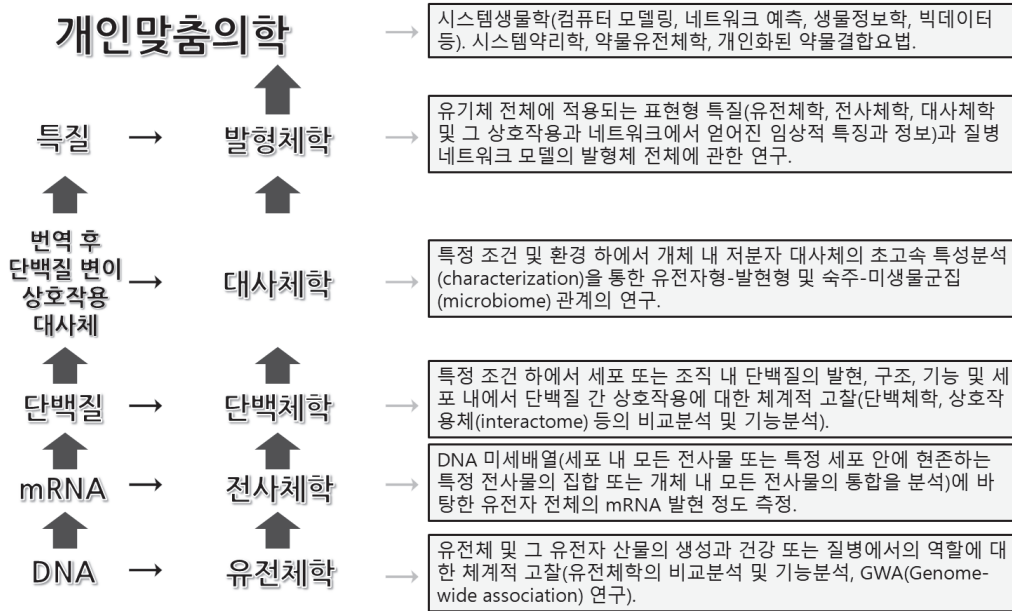 개인맞춤의학
시스템생물학(컴퓨터 모델링, 네트워크 예측, 생물정보학, 빅데이터
등). 시스템약리학, 약물유전체학, 개인화된 약물결합요법.
특질
발형체학
유기체 전체에 적용되는 표현형 특질(유전체학, 전사체학, 대사체학
및 그 상호작용과 네트워크에서 얻어진 임상적 특징과 정보)과 질병
네트워크 모델의 발형체 전체에 관한 연구.
번역 후
단백질 변이
상호작용
대사체
대사체학
특정 조건 및 환경 하에서 개체 내 저분자 대사체의 초고속 특성분석
(characterization)을 통한 유전자형-발현형 및 숙주-미생물군집
(microbiome) 관계의 연구.
단백질
단백체학
특정 조건 하에서 세포 또는 조직 내 단백질의 발현, 구조, 기능 및 세
포 내에서 단백질 간 상호작용에 대한 체계적 고찰(단백체학, 상호작
용체(interactome) 등의 비교분석 및 기능분석).
mRNA
전사체학
DNA 미세배열(세포 내 모든 전사물 또는 특정 세포 안에 현존하는
특정 전사물의 집합 또는 개체 내 모든 전사물의 통합을 분석)에 바
탕한 유전자 전체의 mRNA 발현 정도 측정.
DNA
유전체학
유전체 및 그 유전자 산물의 생성과 건강 또는 질병에서의 역할에 대
한 체계적 고찰(유전체학의 비교분석 및 기능분석, GWA(Genome-
wide association) 연구).